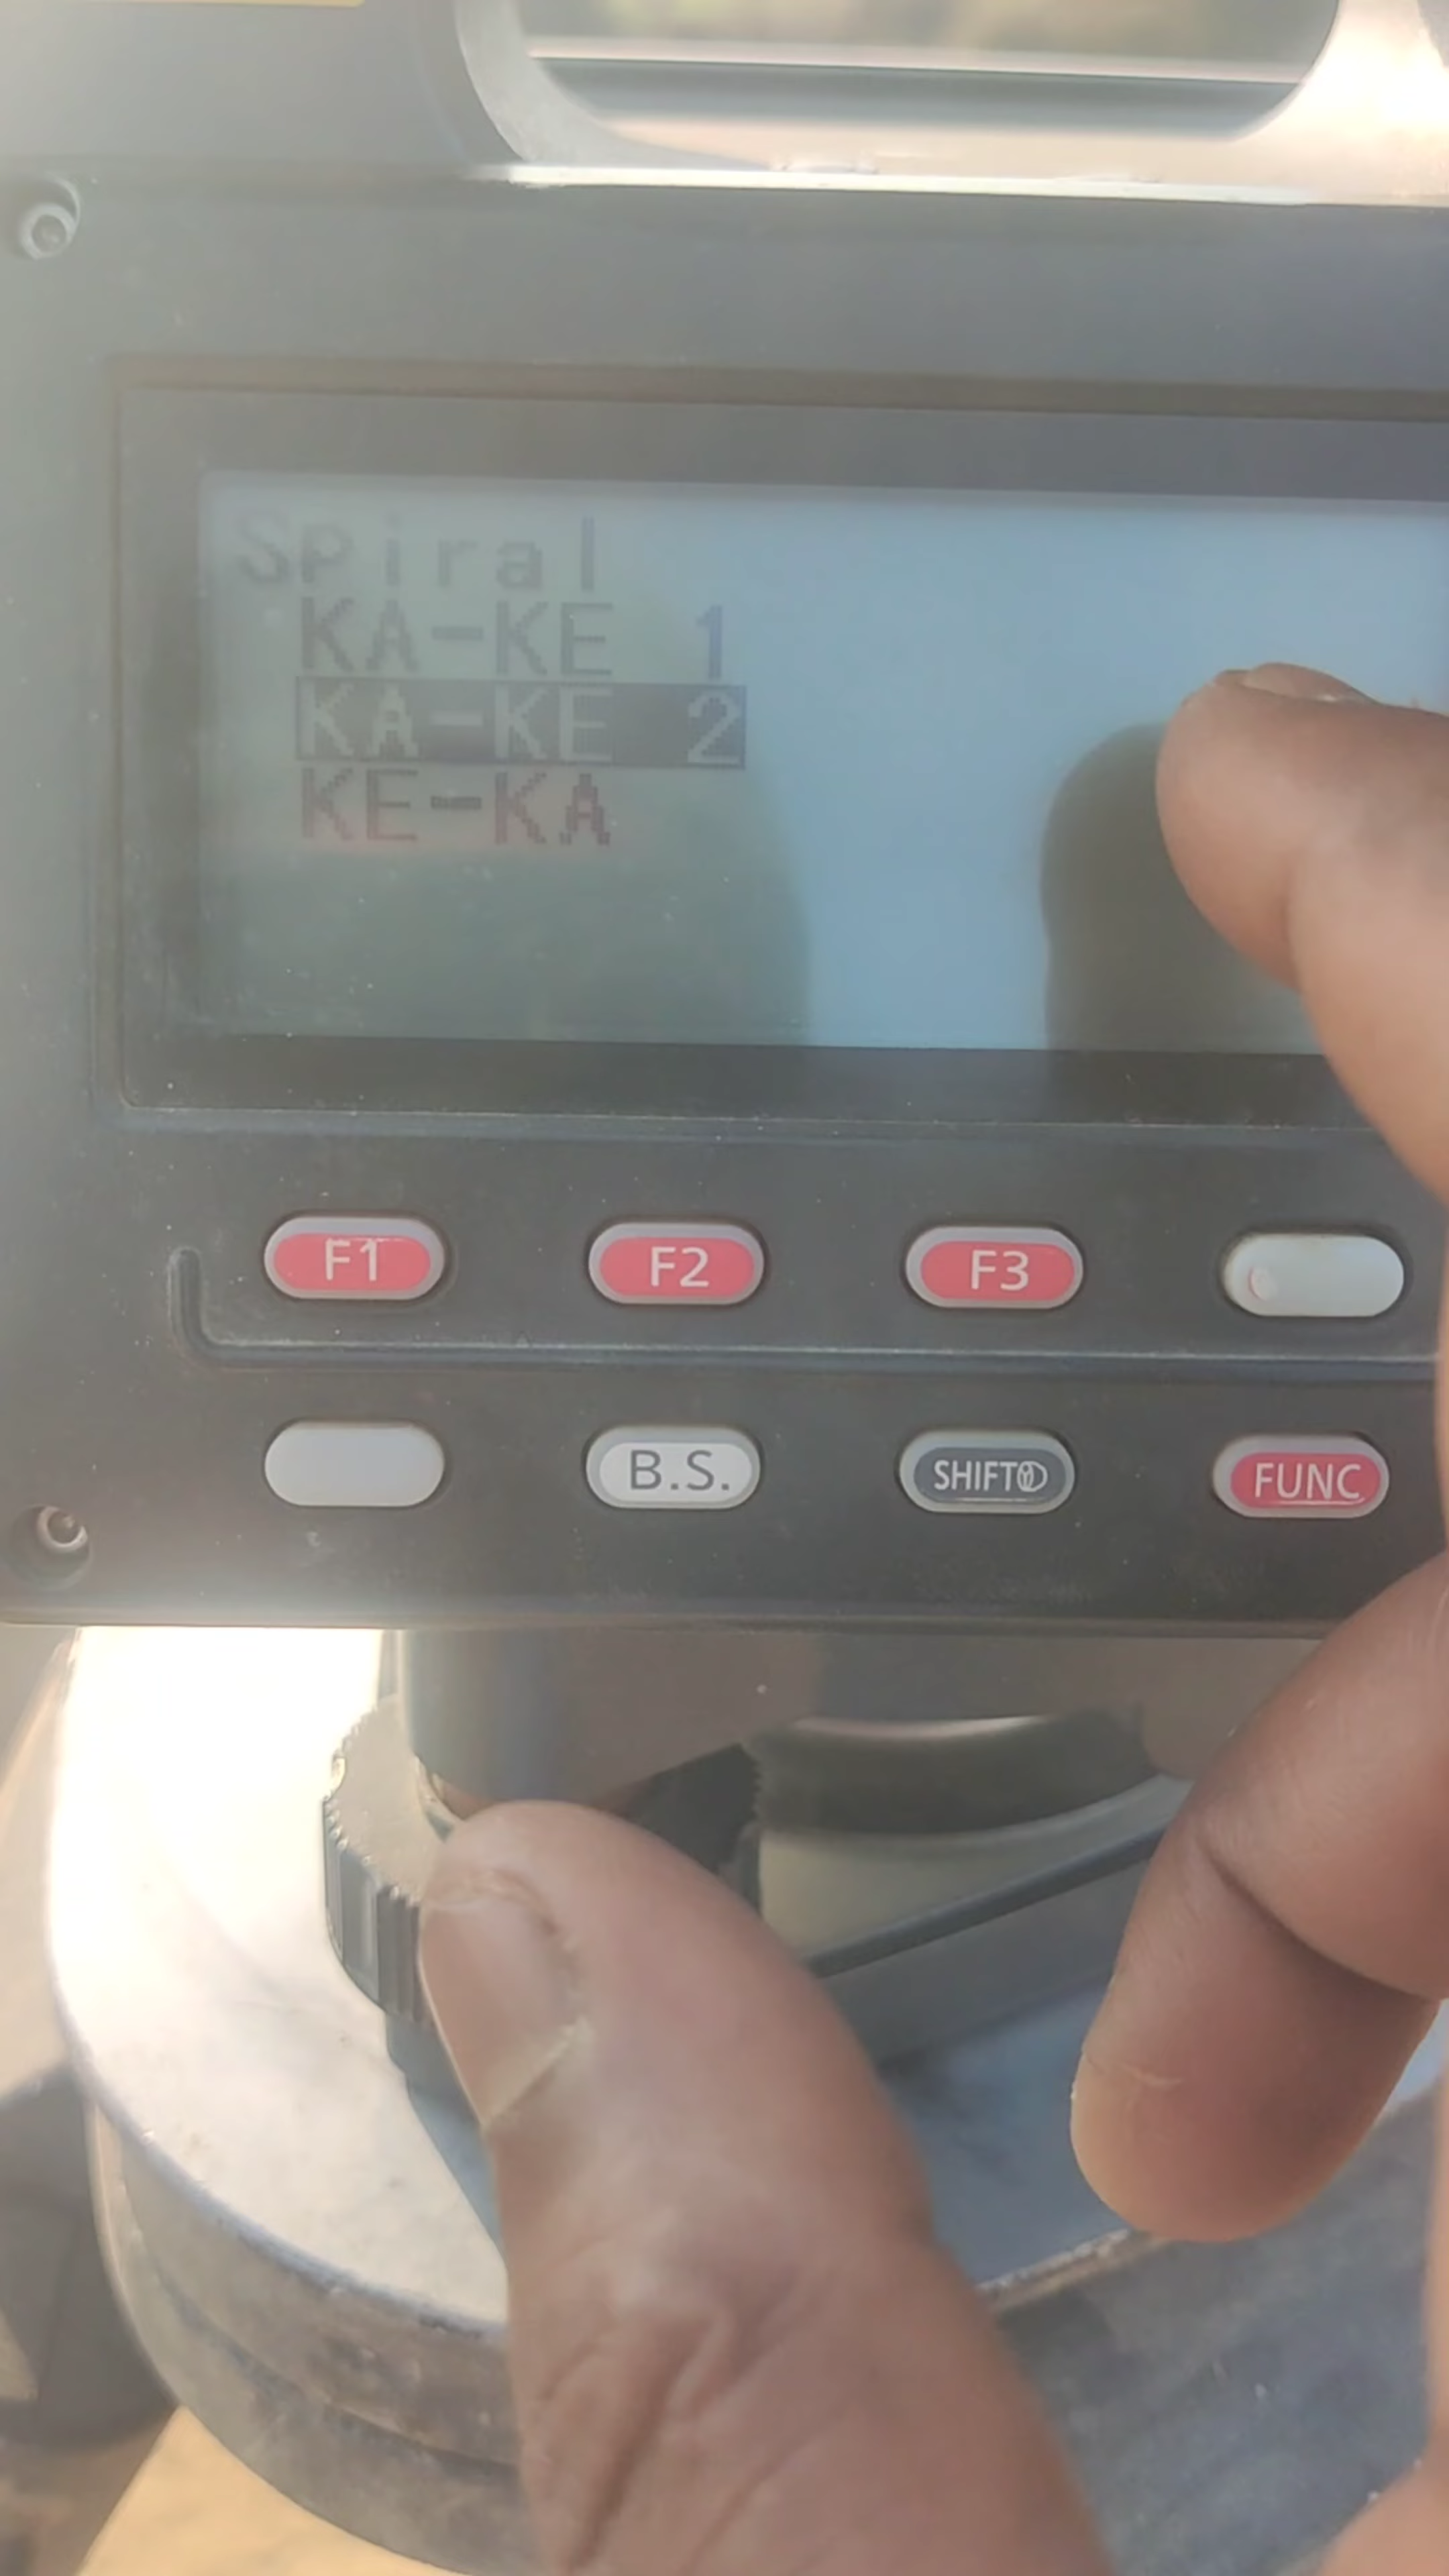 Spiral
KA-KE 1
KA-KE 2
KE-KA
F1 F2 F3
B.S. SHIFT FUNC